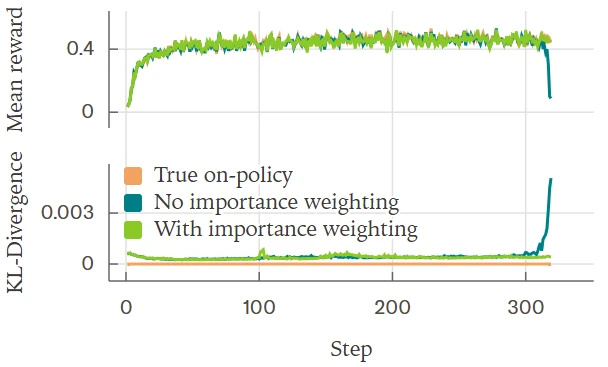 Mean reward
0.4
0
KL-Divergence
True on-policy
No importance weighting
With importance weighting
0.003
0
0
100
200
300
Step